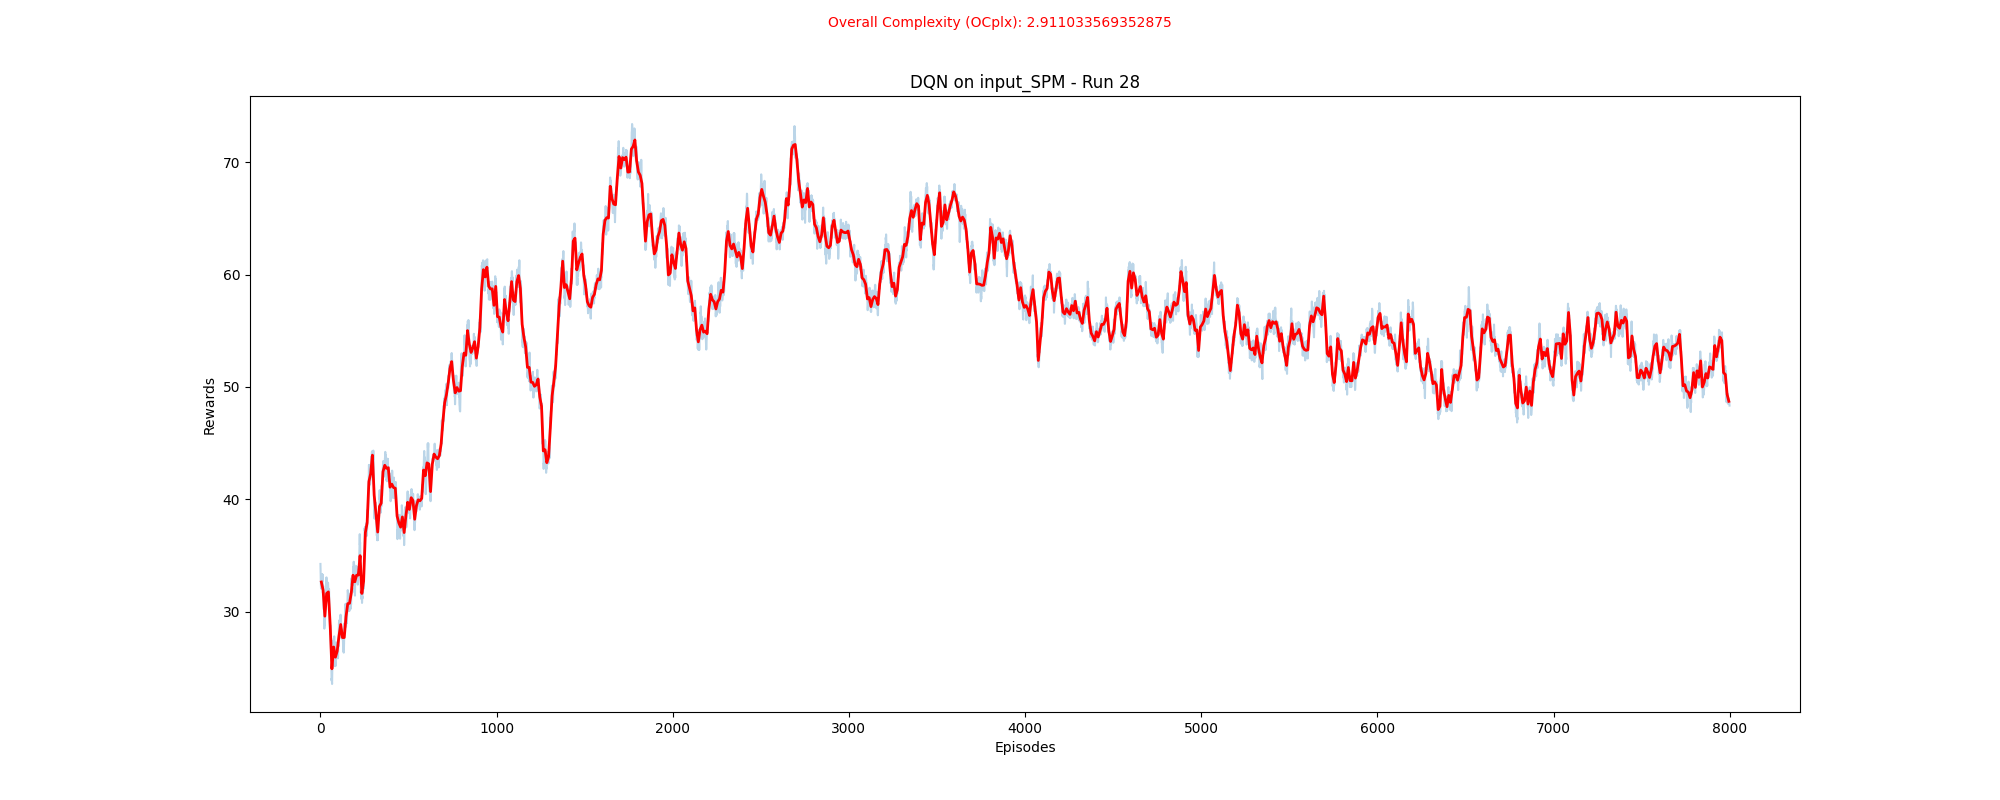 Overall Complexity (OCplx): 2.911033569352875
DQN on input_SPM - Run 28
Rewards
70
60
50
40
30
0 1000 2000 3000 4000 5000 6000 7000 8000
Episodes